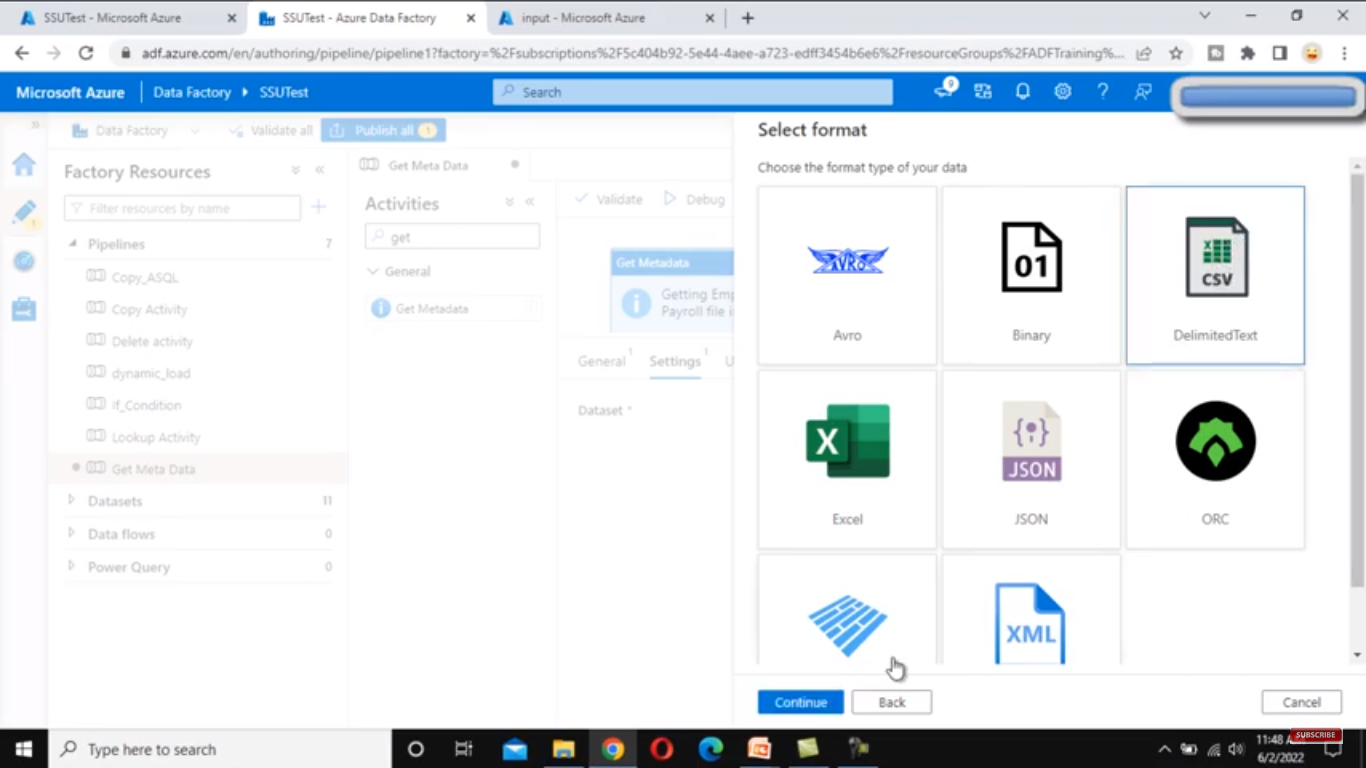 SSUTest - Microsoft Azure
SSUTest - Azure Data Factory
input - Microsoft Azure
adf.azure.com/en/authoring/pipeline/pipeline1?factory=%2Fsubscriptions%2F5c404b92-5e44-4aee-a723-edff3454b6e6%2FresourceGroups%2FADFTraining%...
Microsoft Azure
Data Factory
SSUTest
Search
9
Data Factory
Validate all
Publish all
1
Factory Resources
Filter resources by name
Pipelines
7
Copy_ASQL
Copy Activity
Delete activity
dynamic_load
If_Condition
Lookup Activity
Get Meta Data
Datasets
11
Data flows
0
Power Query
0
Get Meta Data
Activities
get
General
Get Metadata
Validate
Debug
Get Metadata
Getting Emp
Payroll file i
General
1
Settings
1
U
Dataset *
Select format
Choose the format type of your data
AVRO
Avro
01
Binary
CSV
DelimitedText
X
Excel
JSON
JSON
ORC
XML
Continue
Back
Cancel
Type here to search
11:48 A
SUBSCRIBE
6/2/2022